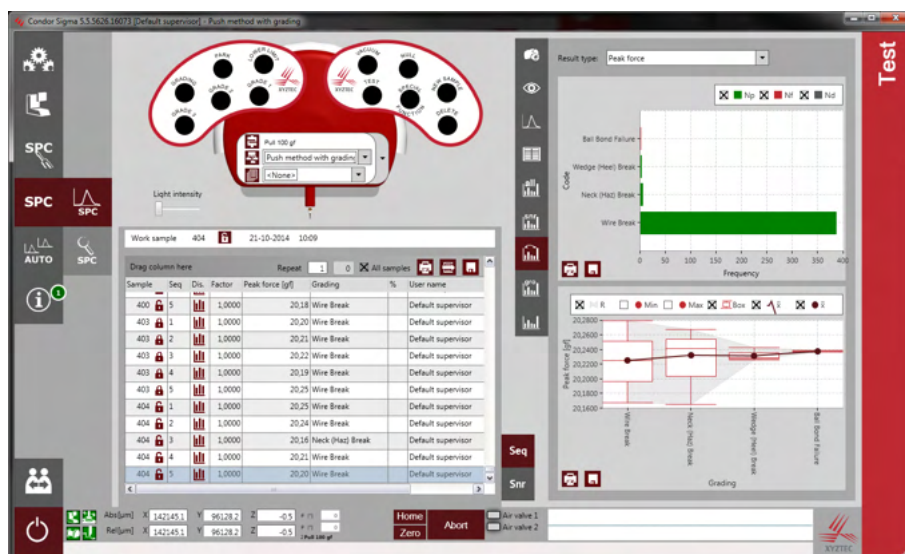 Condor Sigma 5.5.5626.16073 [Default supervisor] - Push method with grading
Test
SPC
SPC
SPC
AUTO
SPC
1
GRADING
PARK
LOWER LIMIT
GRADE 2
GRADE 1
XYZTEC
VACUUM
NULL
TEST
SPECIAL FUNCTION
NEW SAMPLE
DELETE
XYZTEC
Pull 100 gf
Push method with grading
<None>
Light intensity
Work sample 404 21-10-2014 10:09
Drag column here Repeat 1 0 All samples
Sample Seq Dis. Factor Peak force [gf] Grading % User name
400 5 1,0000 20,18 Wire Break Default supervisor
403 1 1,0000 20,20 Wire Break Default supervisor
403 2 1,0000 20,21 Wire Break Default supervisor
403 3 1,0000 20,22 Wire Break Default supervisor
403 4 1,0000 20,19 Wire Break Default supervisor
403 5 1,0000 20,25 Wire Break Default supervisor
404 1 1,0000 20,25 Wire Break Default supervisor
404 2 1,0000 20,24 Wire Break Default supervisor
404 3 1,0000 20,16 Neck (Haz) Break Default supervisor
404 4 1,0000 20,21 Wire Break Default supervisor
404 5 1,0000 20,20 Wire Break Default supervisor
Seq
Snr
Result type: Peak force
Np Nf Nd
Code
Ball Bond Failure
Wedge (Heel) Break
Neck (Haz) Break
Wire Break
0 50 100 150 200 250 300 350 400
Frequency
R Min Max Box x̄ x̄
Peak force [gf]
20,2800
20,2600
20,2400
20,2200
20,2000
20,1800
20,1600
Wire Break
Neck (Haz) Break
Wedge (Heel) Break
Ball Bond Failure
Grading
Abs[µm] X 142145.1 Y 96128.2 Z -0.5 0
Rel[µm] X 142145.1 Y 96128.2 Z -0.5 0
Pull 100 gf
Home
Zero
Abort
Air valve 1
Air valve 2
XYZTEC